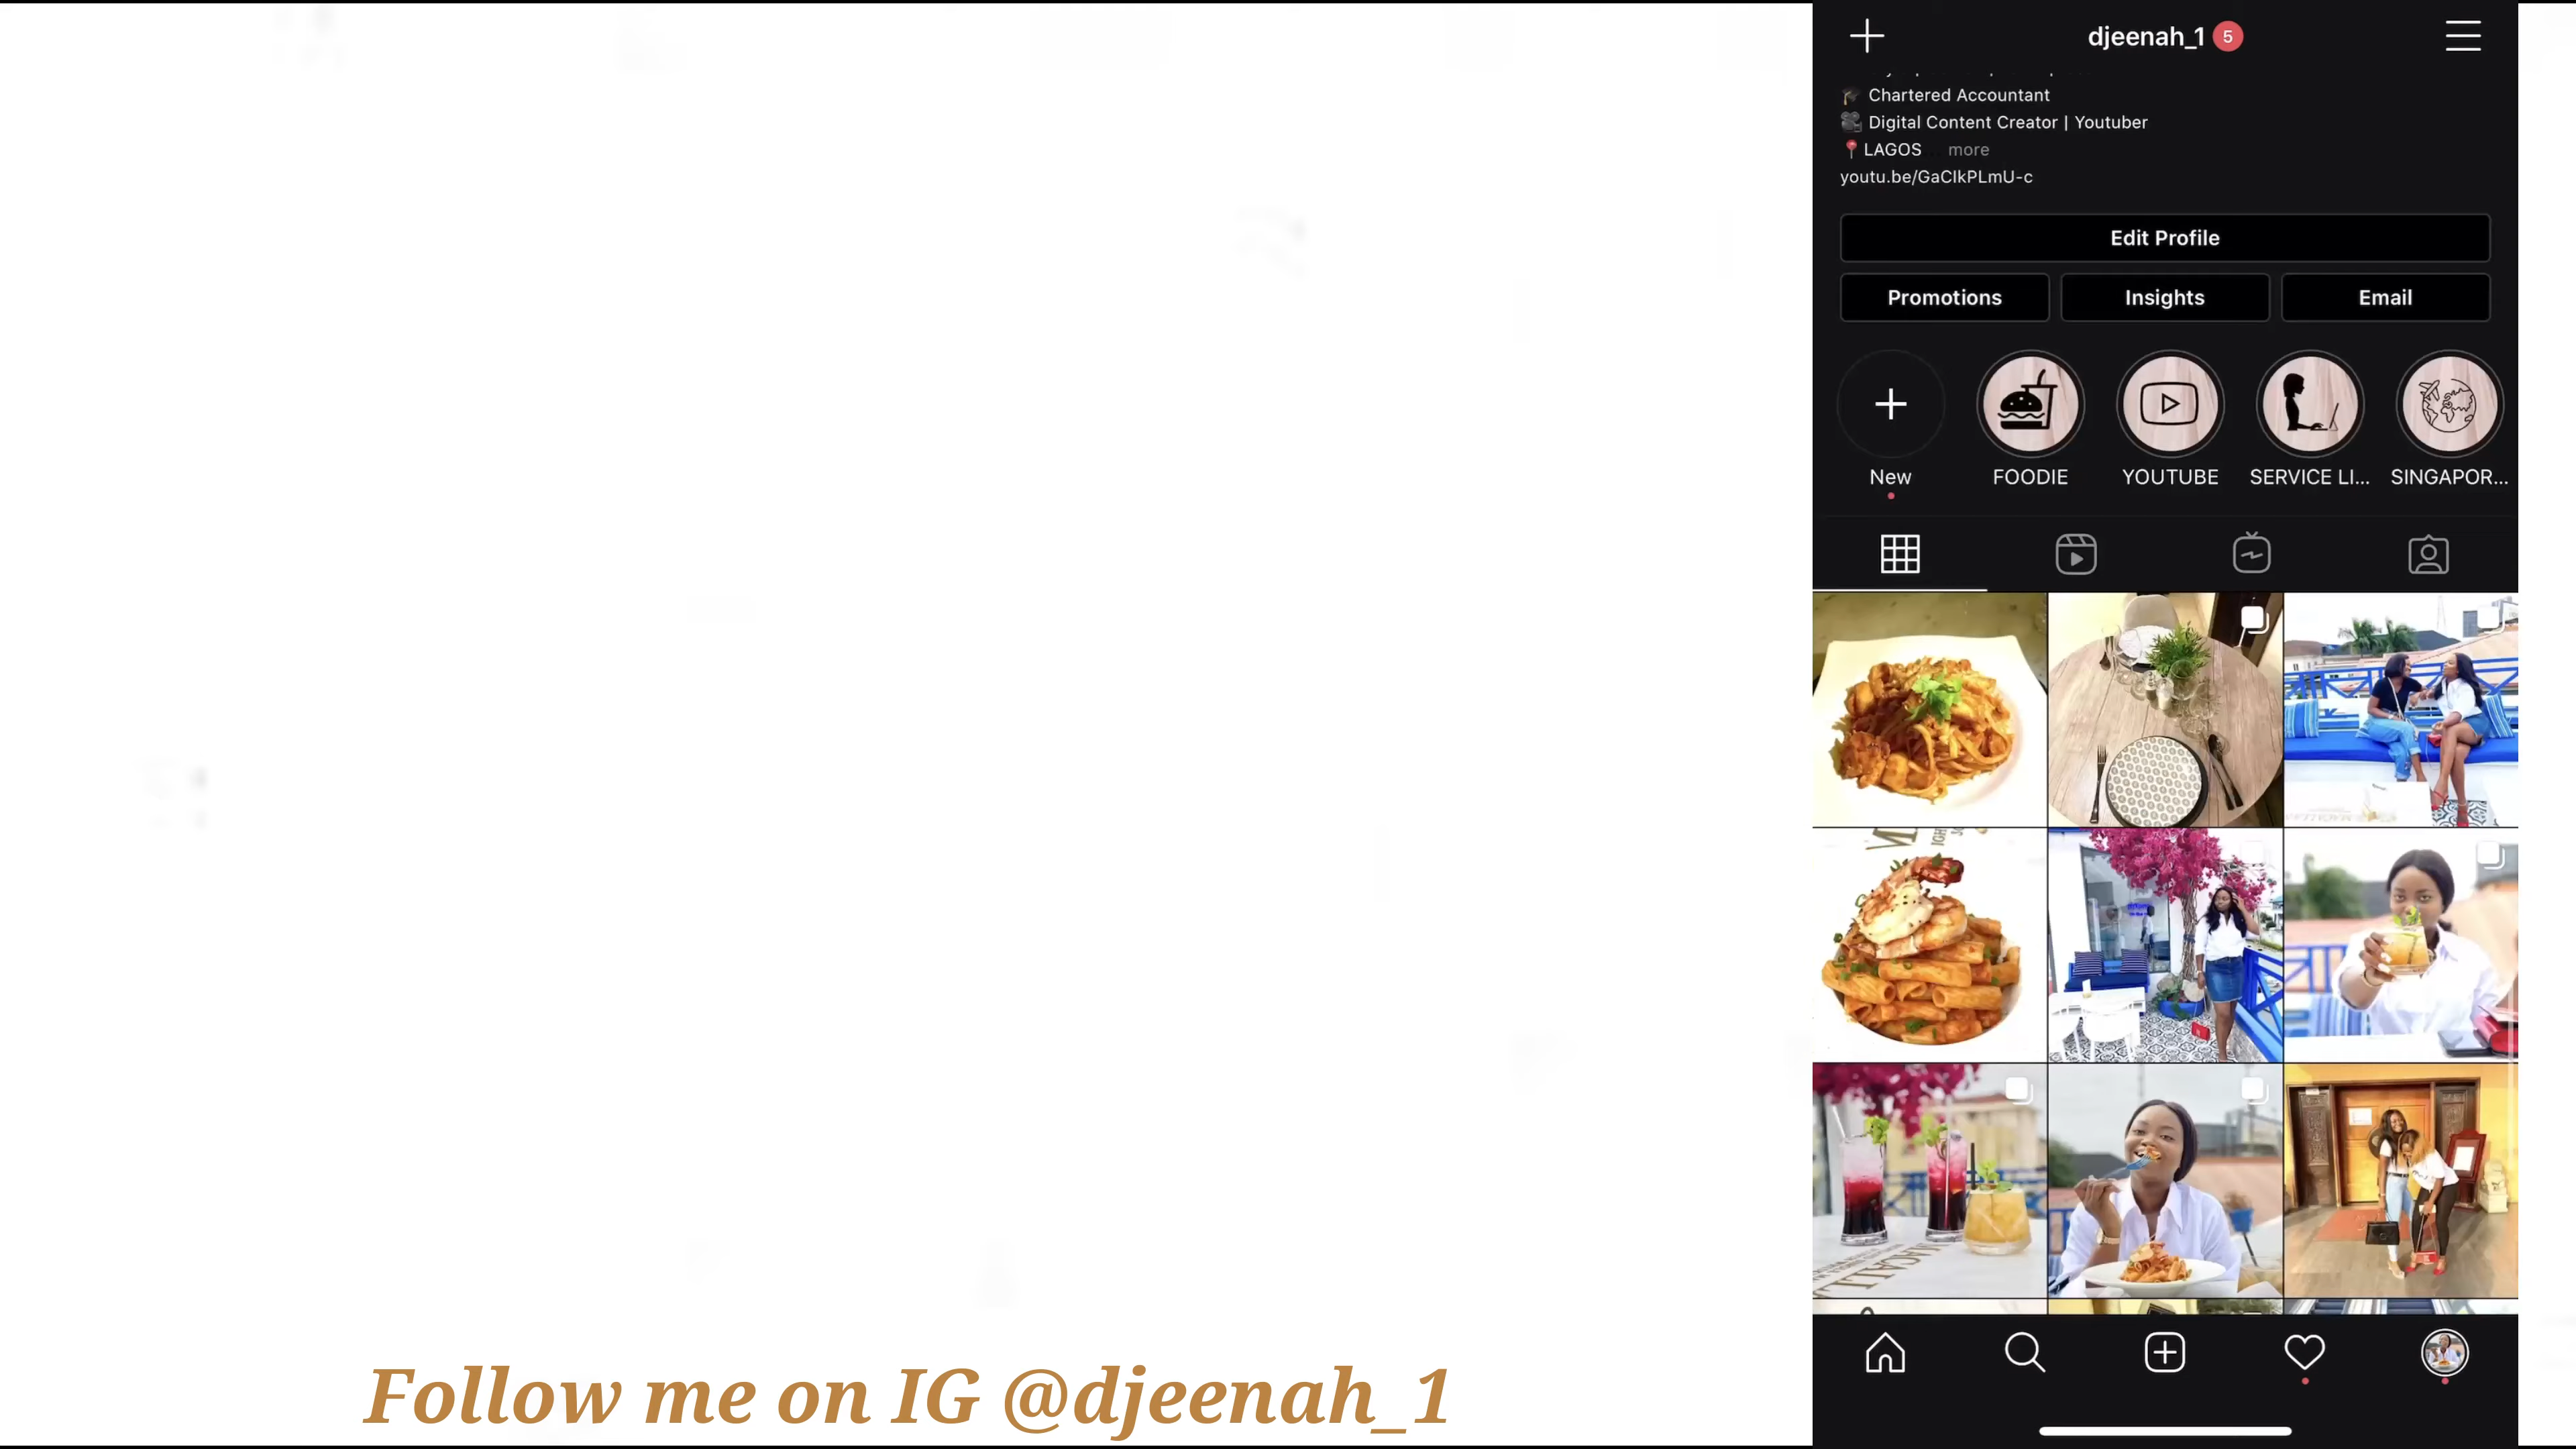 djeenah_1 5
Chartered Accountant
Digital Content Creator | Youtuber
LAGOS ... more
youtu.be/GaCIkPLmU-c
Edit Profile
Promotions Insights Email
New FOODIE YOUTUBE SERVICE LI... SINGAPOR...
Follow me on IG @djeenah_1